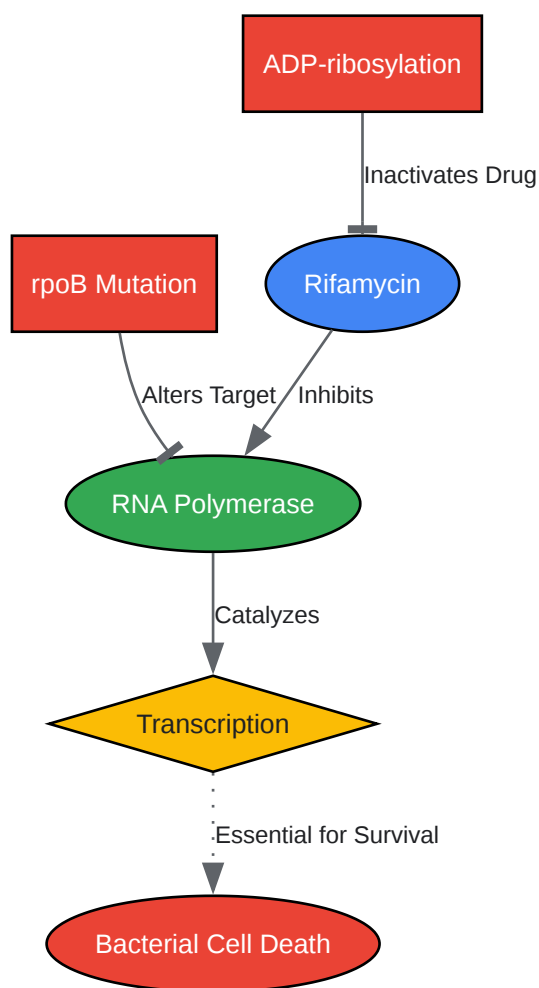 ADP-ribosylation
Inactivates Drug
rpoB Mutation
Rifamycin
Alters Target
Inhibits
RNA Polymerase
Catalyzes
Transcription
Essential for Survival
Bacterial Cell Death